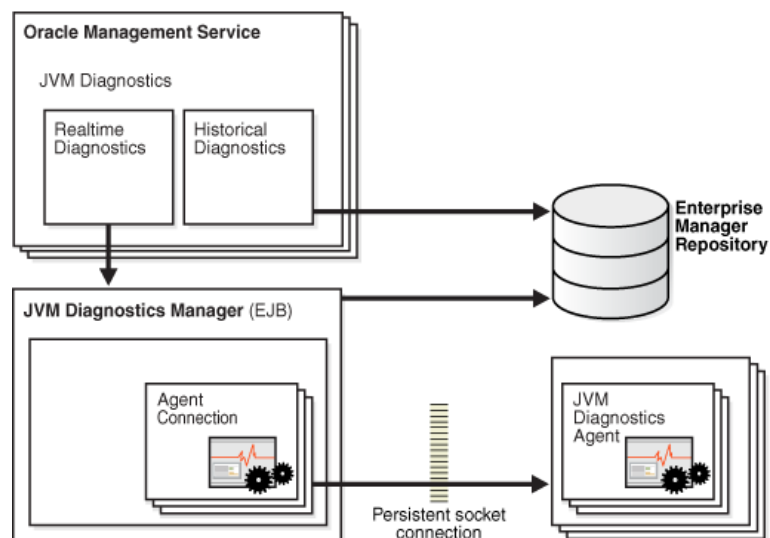 Oracle Management Service
JVM Diagnostics
Realtime
Diagnostics
Historical
Diagnostics
Enterprise
Manager
Repository
JVM Diagnostics Manager (EJB)
Agent
Connection
JVM
Diagnostics
Agent
Persistent socket
connection